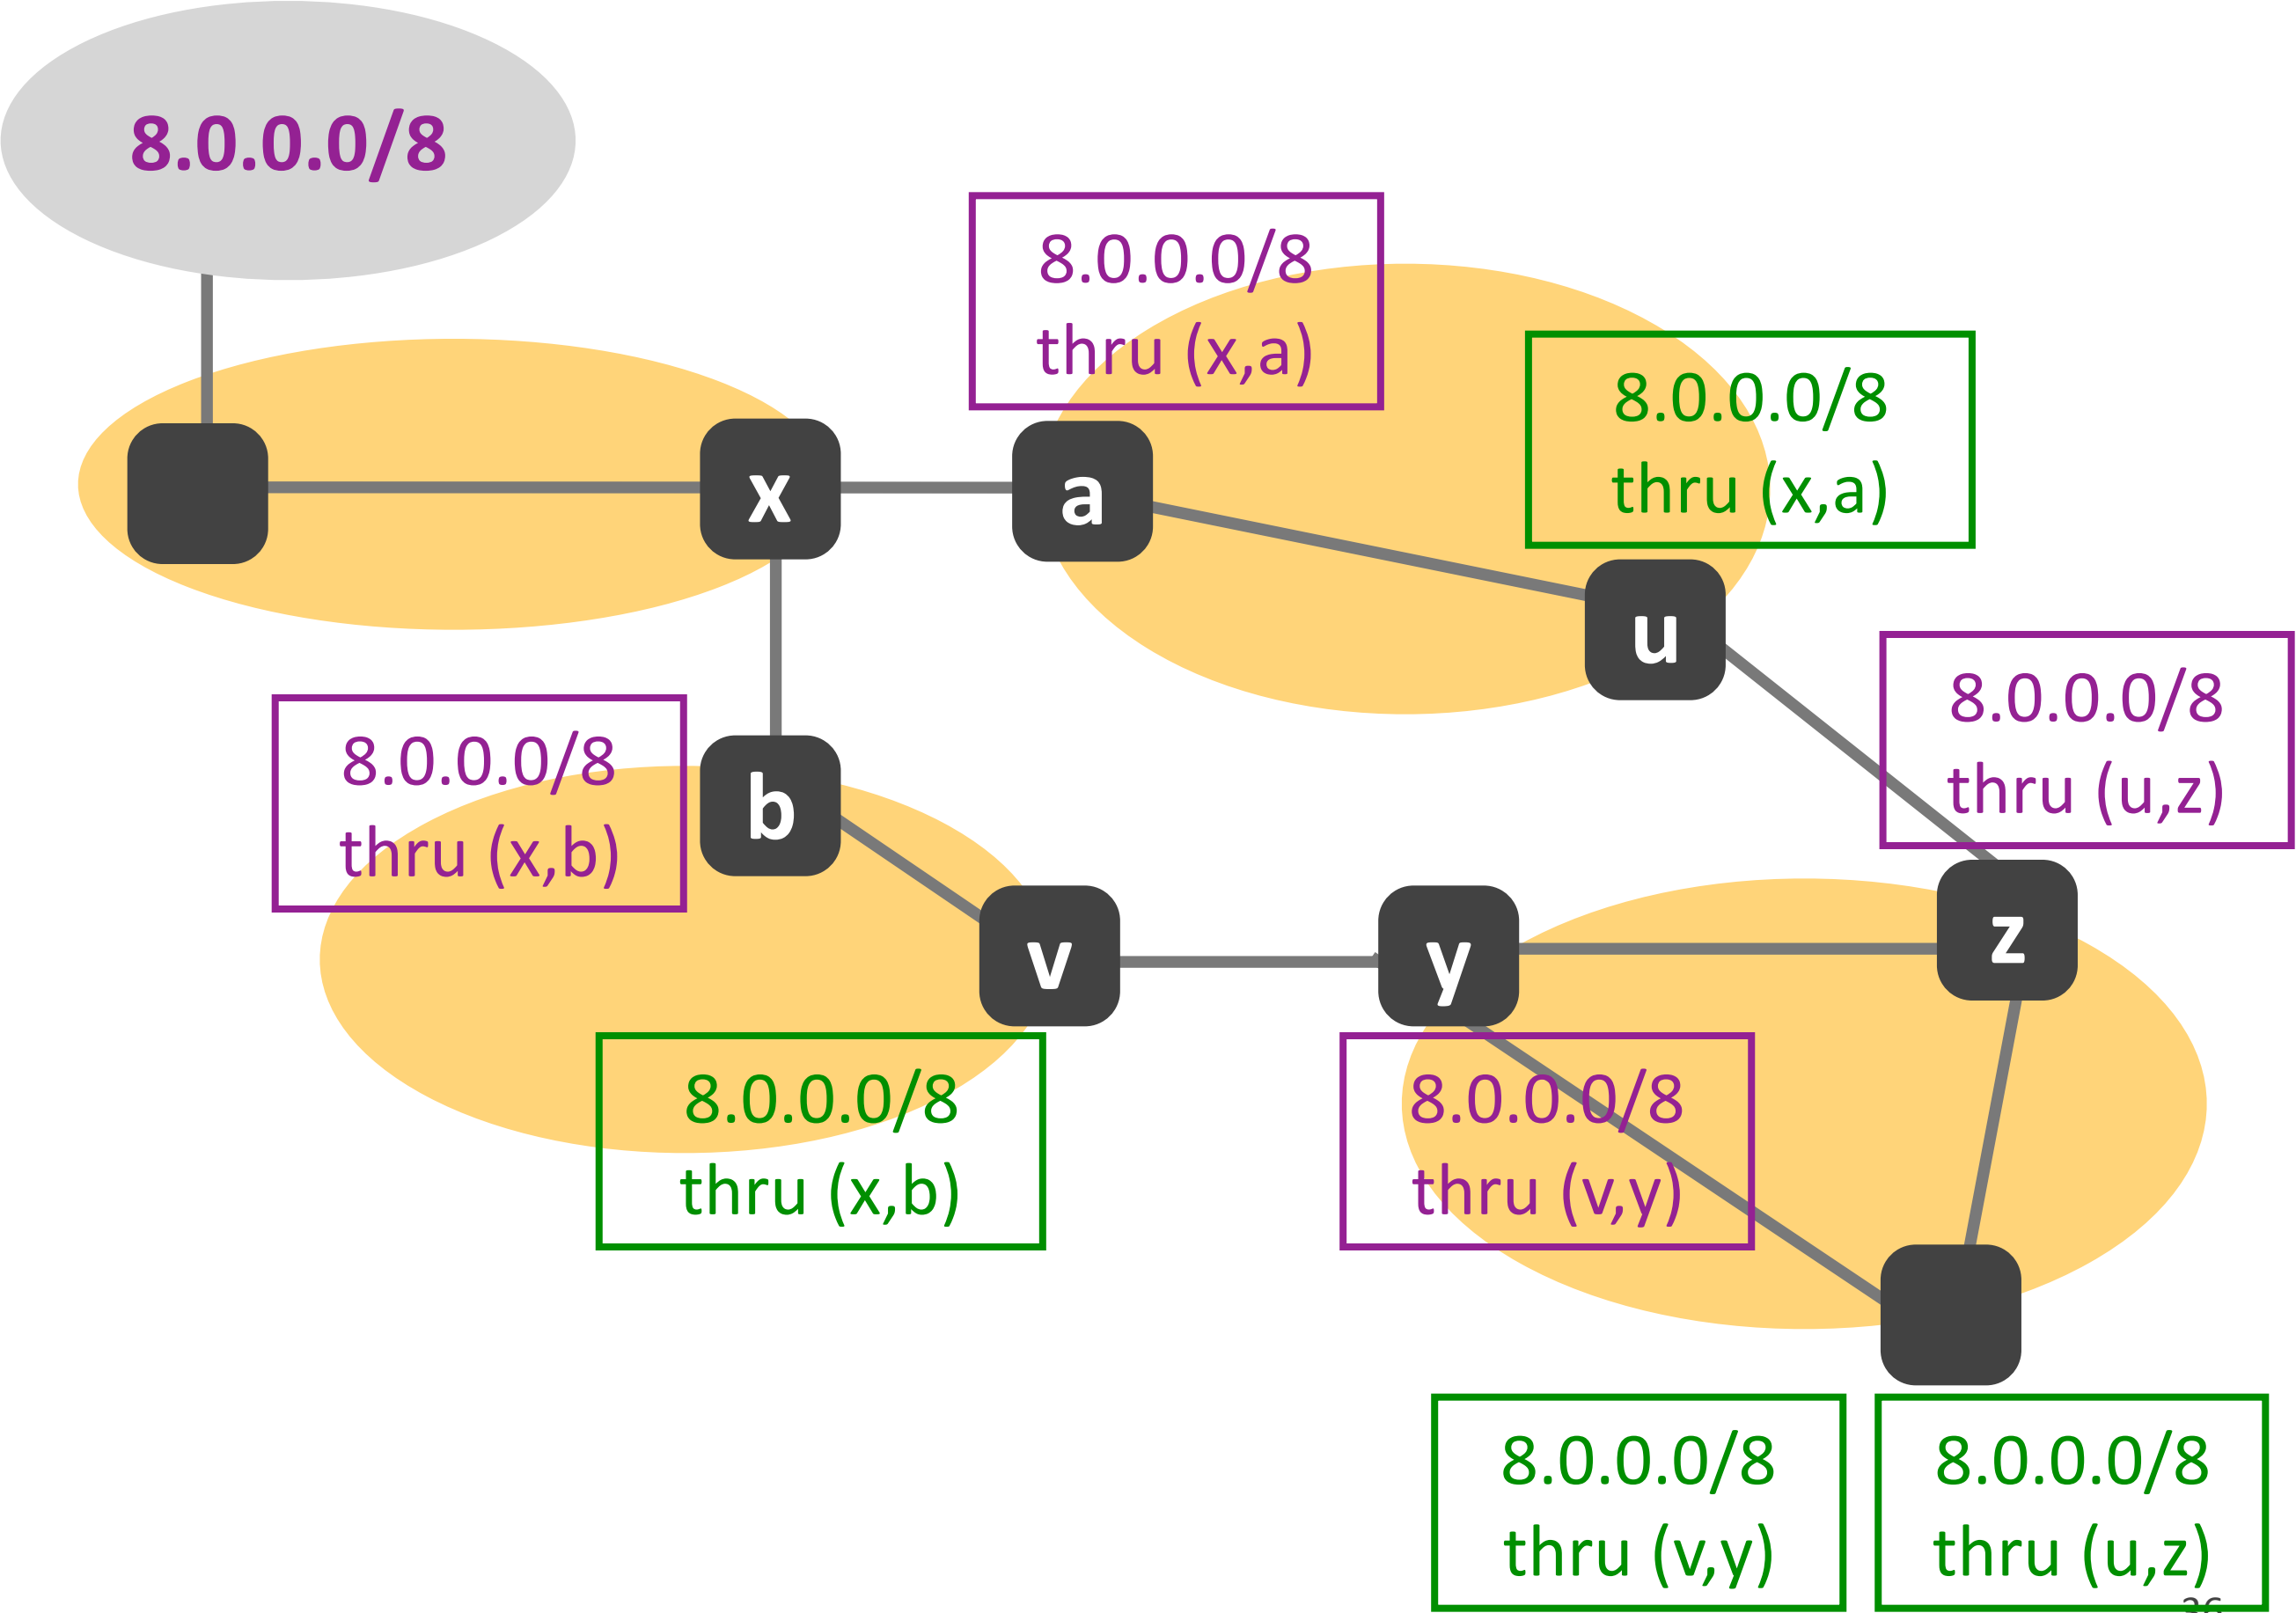 8.0.0.0/8
8.0.0.0/8
thru (x,a)
8.0.0.0/8
thru (x,a)
x
a
u
8.0.0.0/8
thru (u,z)
8.0.0.0/8
thru (x,b)
b
v
y
z
8.0.0.0/8
thru (x,b)
8.0.0.0/8
thru (v,y)
8.0.0.0/8
thru (v,y)
8.0.0.0/8
thru (u,z)